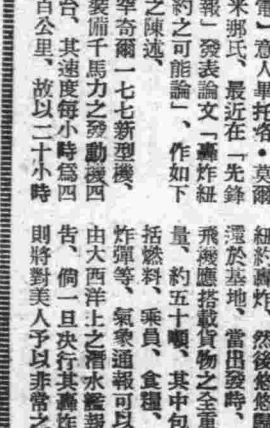 意人畢托咨・莫爾
米那氏、最近在「先鋒
報」發表論文「轟炸紐
約之可能論」、作如下
之陳述、
奇爾一七七新型機、
裝備千馬力之發動機四
台、其速度每小時為四
百公里、故以二十小時
紐約轟炸、然後悠悠歸
還於基地、當出發時、
飛機應搭載貨物之全重
量、約五十噸、其中包
括燃料、乘員、食糧、
炸彈等、氣象通報可以
由大西洋上之潛水艦報
告、倘一旦決行其轟炸
則將對美人予以非常之